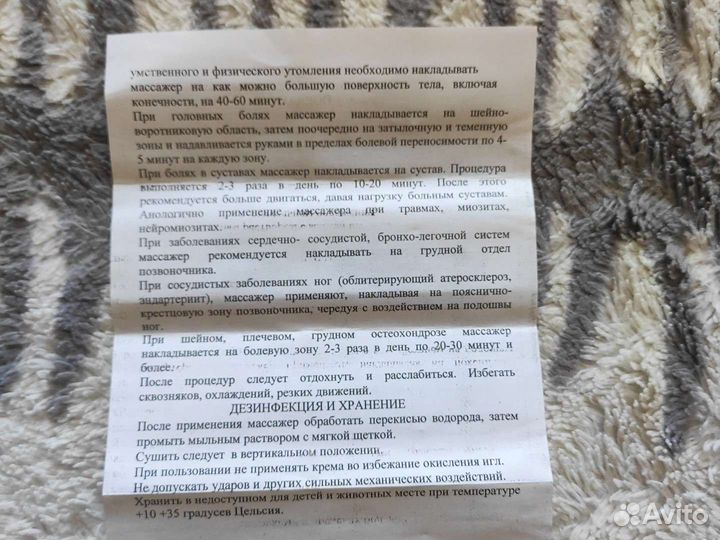 умственного и физического утомления необходимо накладывать
массажер на как можно большую поверхность тела, включая
конечности, на 40-60 минут.
При головных болях массажер накладывается на шейно-
воротниковую область, затем поочередно на затылочную и теменную
зоны и надавливается руками в пределах болевой переносимости по 4-
5 минут на каждую зону.
При болях в суставах массажер накладывается на сустав. Процедура
выполняется 2-3 раза в день по 10-20 минут. После этого
рекомендуется больше двигаться, давая нагрузку больным суставам.
Анологично применение массажера при травмах, миозитах,
нейромиозитах.
При заболеваниях сердечно- сосудистой, бронхо-легочной систем
массажер рекомендуется накладывать на грудной отдел
позвоночника.
При сосудистых заболеваниях ног (облитерирующий атеросклероз,
эндартериит), массажер применяют, накладывая на пояснично-
крестцовую зону позвоночника, чередуя с воздействием на подошвы
ног.
При шейном, плечевом, грудном остеохондрозе массажер
накладывается на болевую зону 2-3 раза в день по 20-30 минут и
более.
После процедур следует отдохнуть и расслабиться. Избегать
сквозняков, охлаждений, резких движений.
ДЕЗИНФЕКЦИЯ И ХРАНЕНИЕ
После применения массажер обработать перекисью водорода, затем
промыть мыльным раствором с мягкой щеткой.
Сушить следует в вертикальном положении.
При пользовании не применять крема во избежание окисления игл.
Не допускать ударов и других сильных механических воздействий.
Хранить в недоступном для детей и животных месте при температуре
+10 +35 градусев Цельсия.
Avito